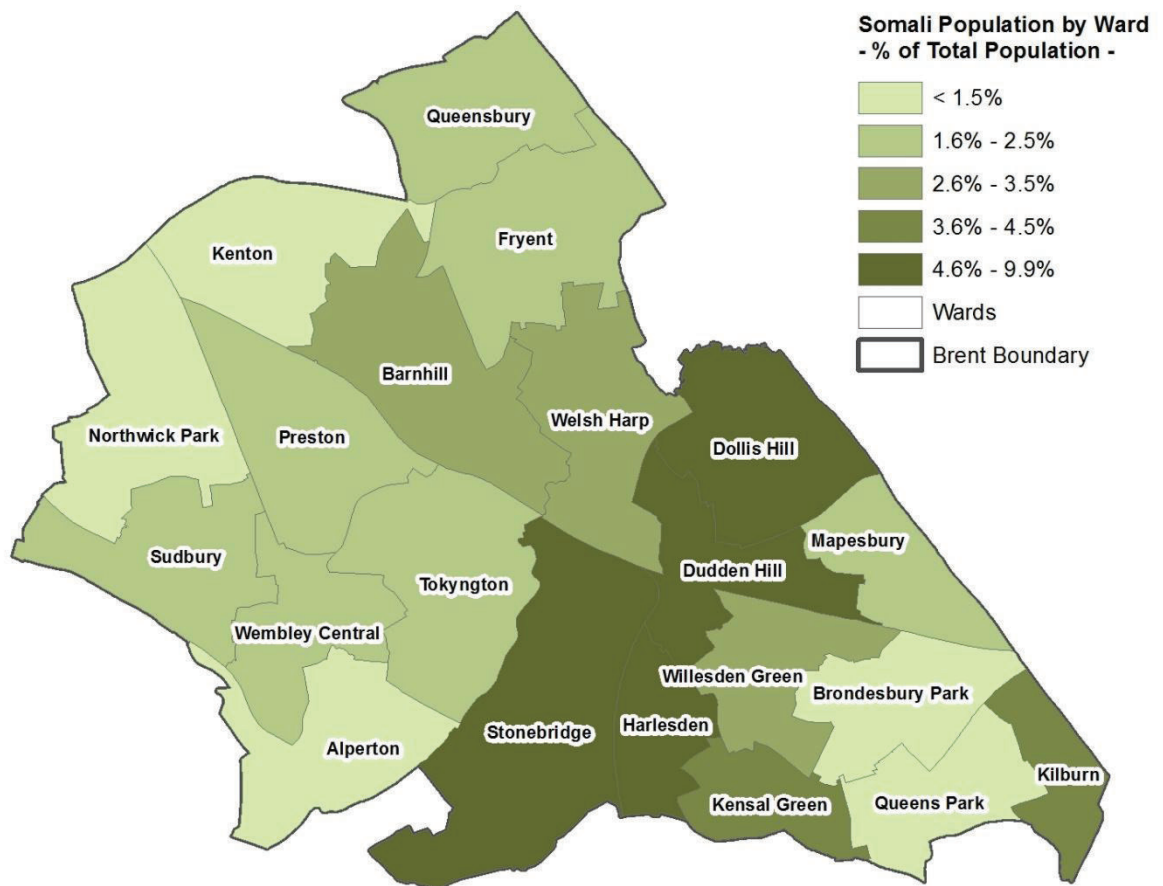 Somali Population by Ward
- % of Total Population -
< 1.5%
1.6% - 2.5%
2.6% - 3.5%
3.6% - 4.5%
4.6% - 9.9%
Wards
Brent Boundary
Queensbury
Kenton
Fryent
Barnhill
Northwick Park
Preston
Welsh Harp
Dollis Hill
Sudbury
Mapesbury
Tokyngton
Dudden Hill
Wembley Central
Willesden Green
Brondesbury Park
Alperton
Stonebridge
Harlesden
Kilburn
Kensal Green
Queens Park